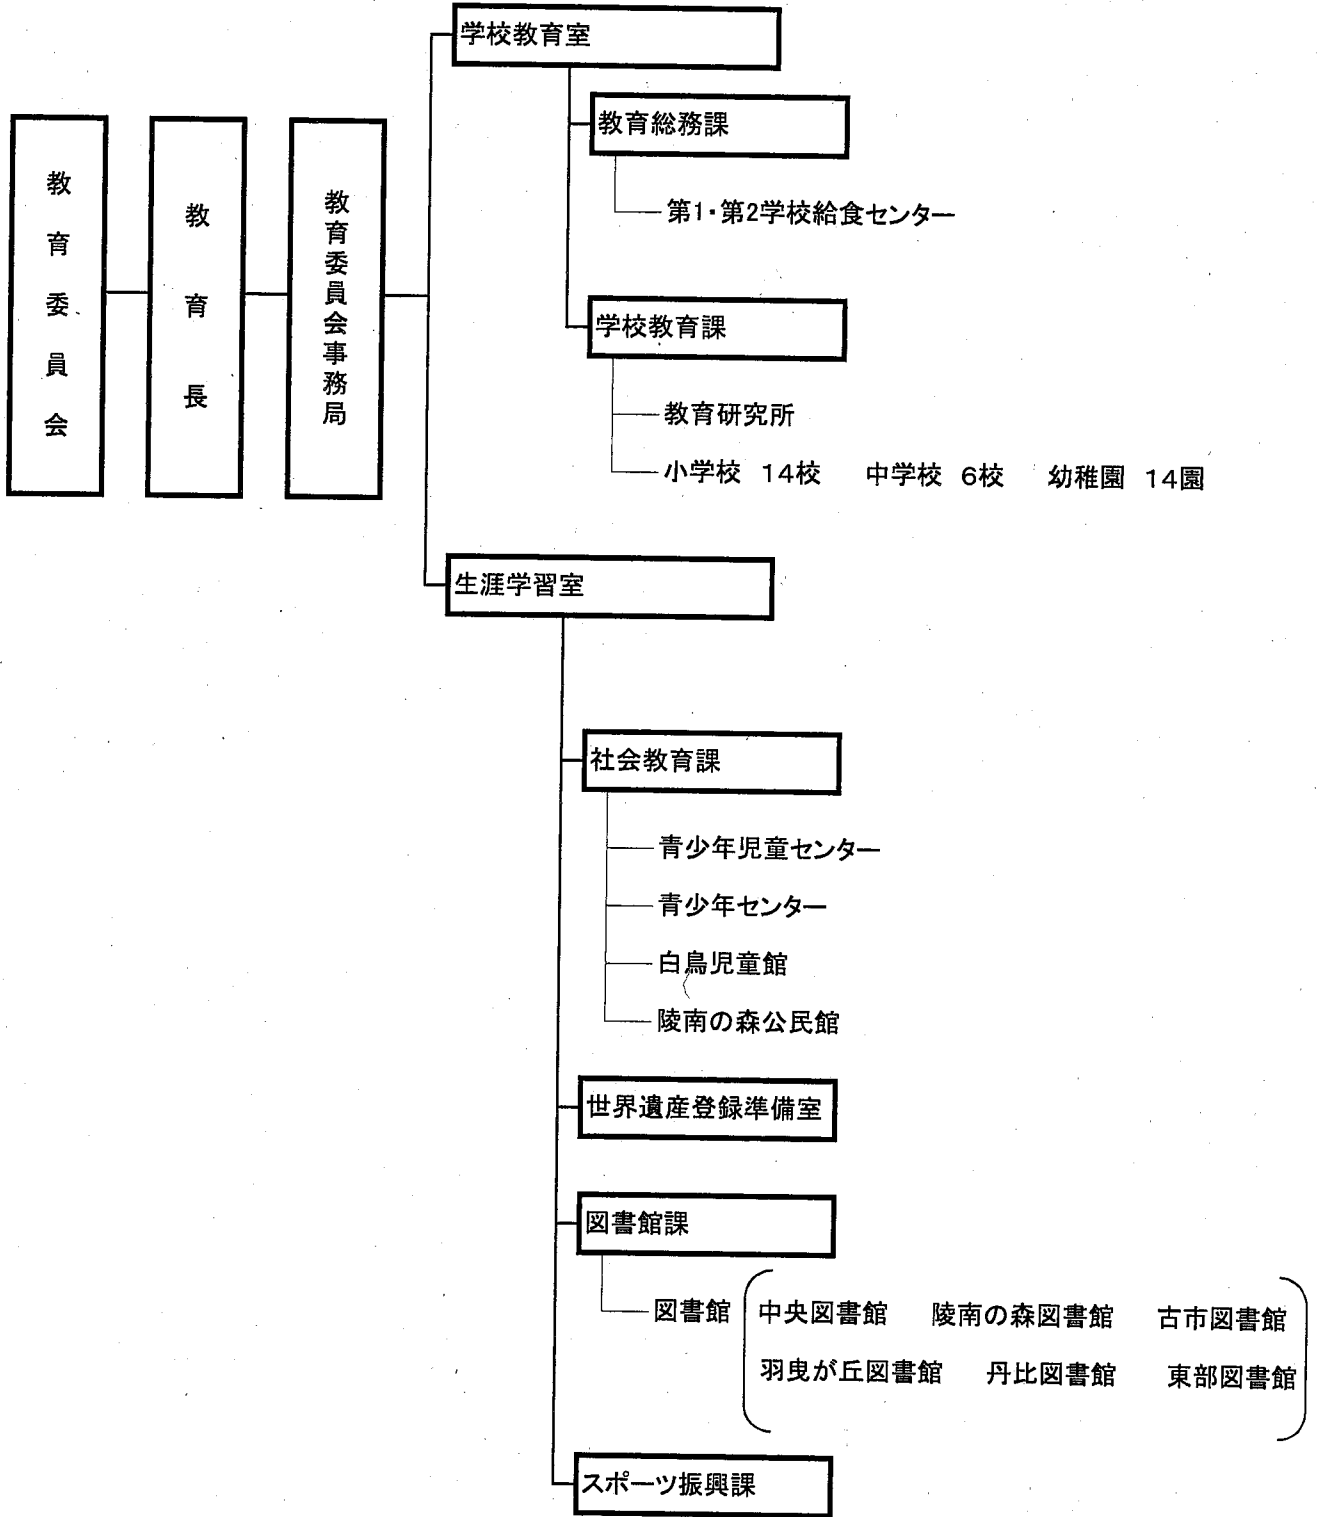 教育委員会
教育長
教育委員会事務局
学校教育室
教育総務課
第1・第2学校給食センター
学校教育課
教育研究所
小学校 14校 中学校 6校 幼稚園 14園
生涯学習室
社会教育課
青少年児童センター
青少年センター
白鳥児童館
陵南の森公民館
世界遺産登録準備室
図書館課
図書館 中央図書館 陵南の森図書館 古市図書館
羽曳が丘図書館 丹比図書館 東部図書館
スポーツ振興課